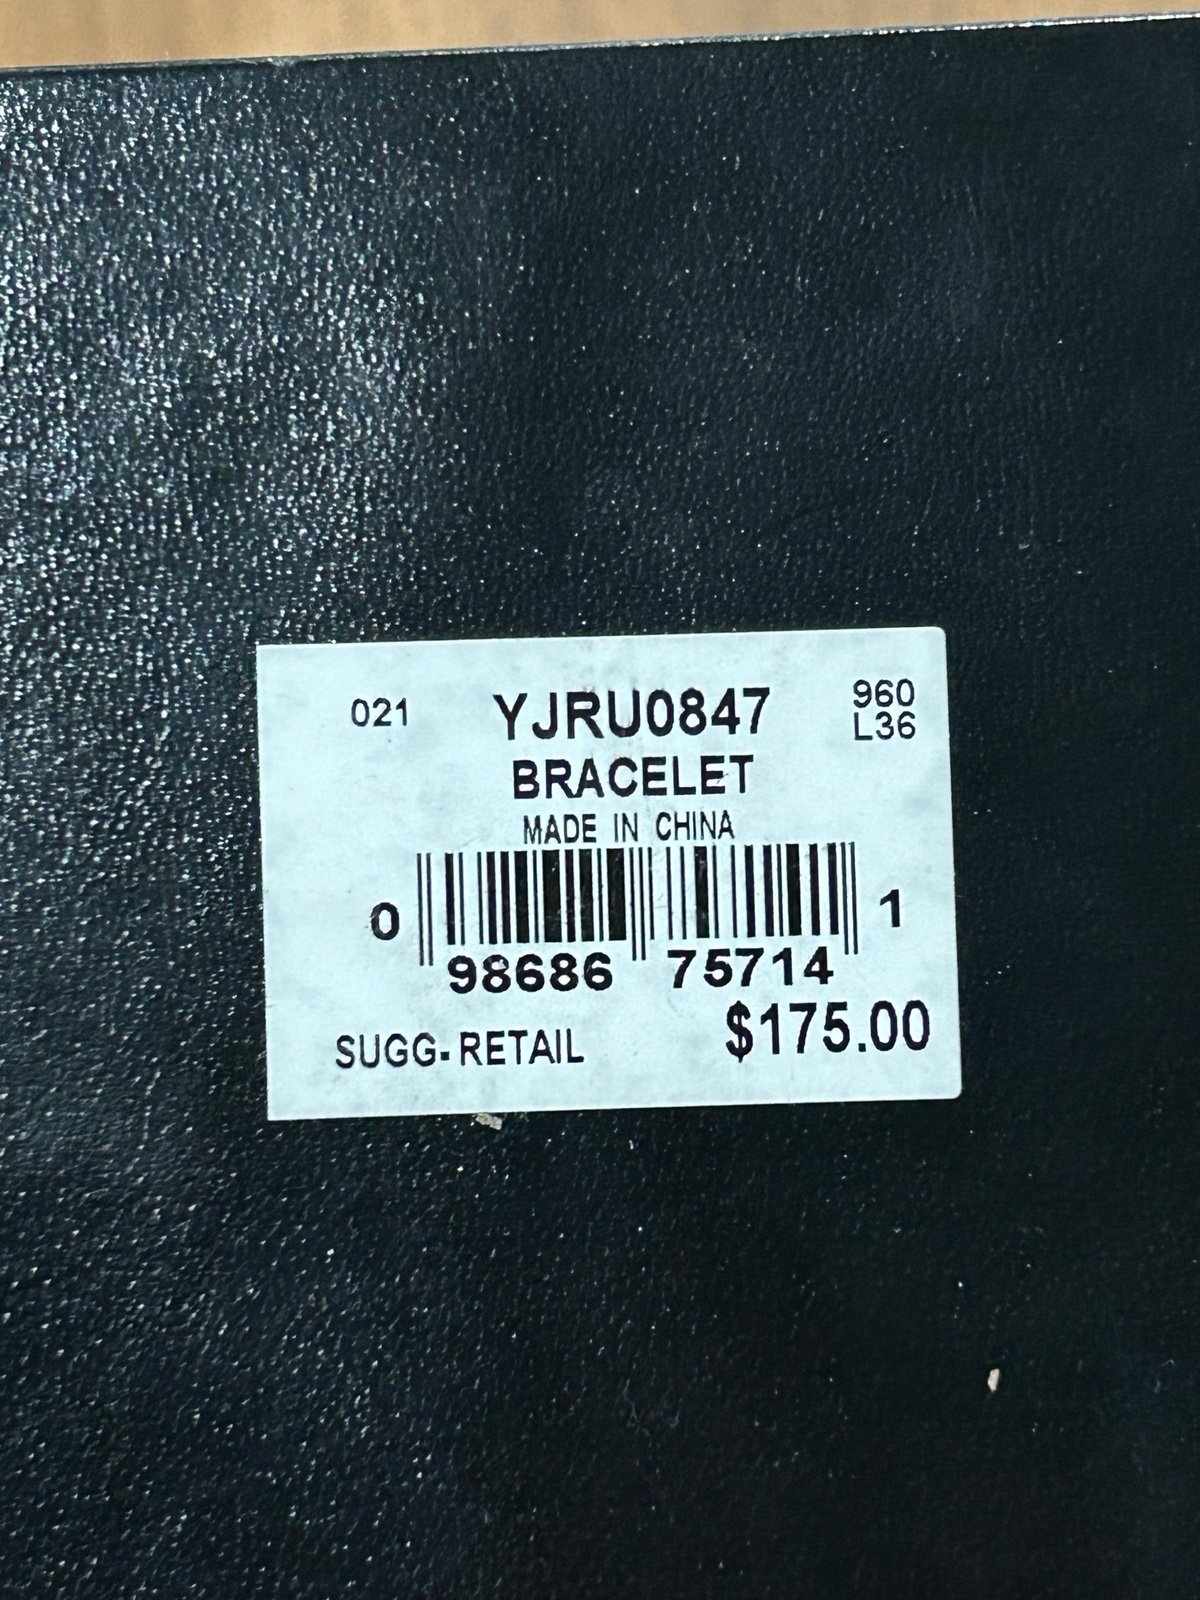 021 YJRU0847 960
L36
BRACELET
MADE IN CHINA
0 98686 75714 1
$175.00
SUGG. RETAIL